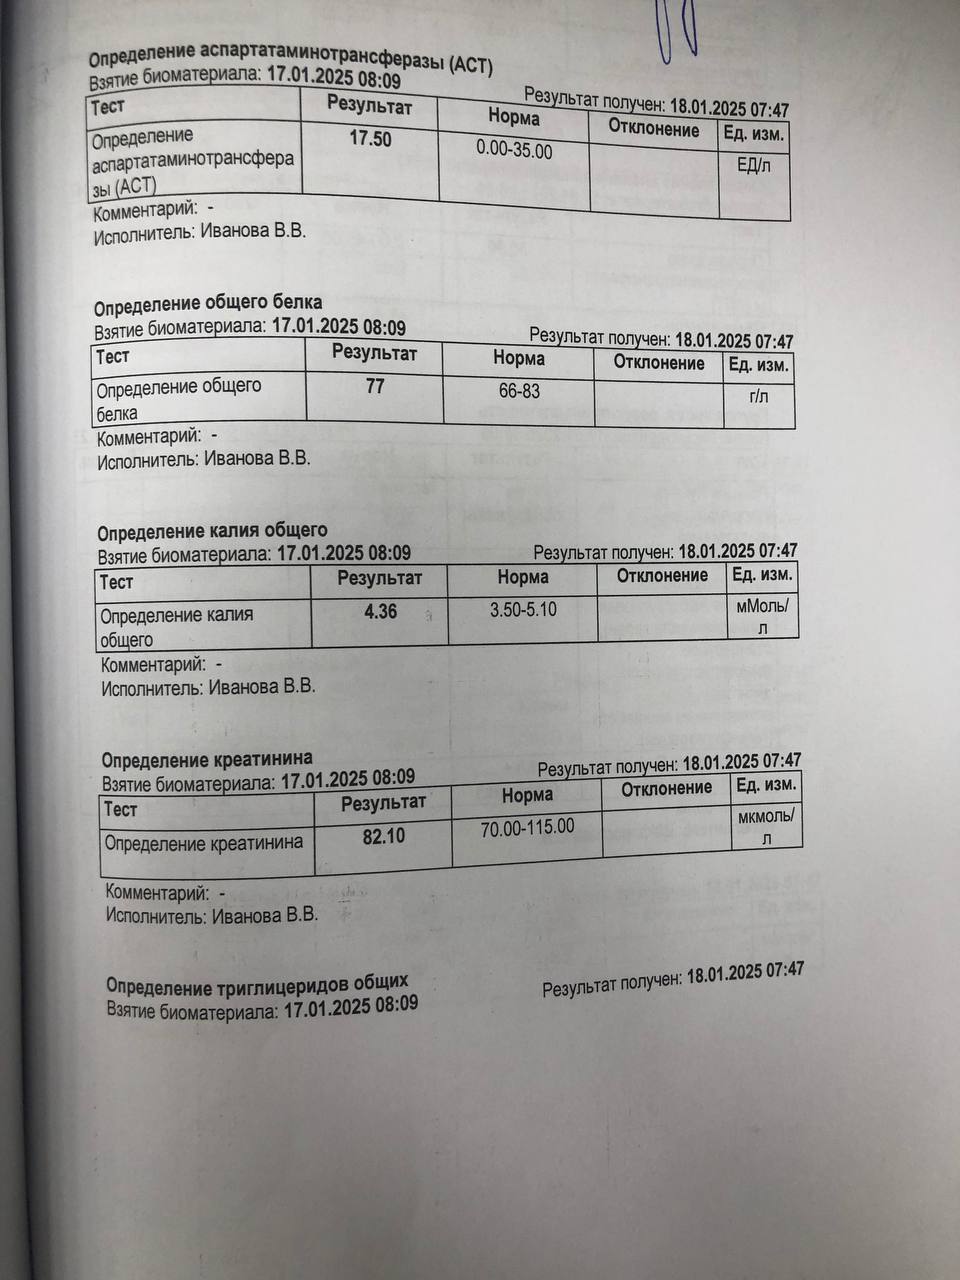 Определение аспартатаминотрансферазы (АСТ)
Взятие биоматериала: 17.01.2025 08:09
Результат получен: 18.01.2025 07:47
Тест Результат Норма Отклонение Ед. изм.
Определение 17.50 0.00-35.00 ЕД/л
аспартатаминотрансфера
зы (АСТ)
Комментарий: -
Исполнитель: Иванова В.В.
Определение общего белка
Взятие биоматериала: 17.01.2025 08:09
Результат получен: 18.01.2025 07:47
Тест Результат Норма Отклонение Ед. изм.
Определение общего 77 66-83 г/л
белка
Комментарий: -
Исполнитель: Иванова В.В.
Определение калия общего
Взятие биоматериала: 17.01.2025 08:09
Результат получен: 18.01.2025 07:47
Тест Результат Норма Отклонение Ед. изм.
Определение калия 4.36 3.50-5.10 мМоль/
общего л
Комментарий: -
Исполнитель: Иванова В.В.
Определение креатинина
Взятие биоматериала: 17.01.2025 08:09
Результат получен: 18.01.2025 07:47
Тест Результат Норма Отклонение Ед. изм.
Определение креатинина 82.10 70.00-115.00 мкмоль/
л
Комментарий: -
Исполнитель: Иванова В.В.
Определение триглицеридов общих
Взятие биоматериала: 17.01.2025 08:09
Результат получен: 18.01.2025 07:47